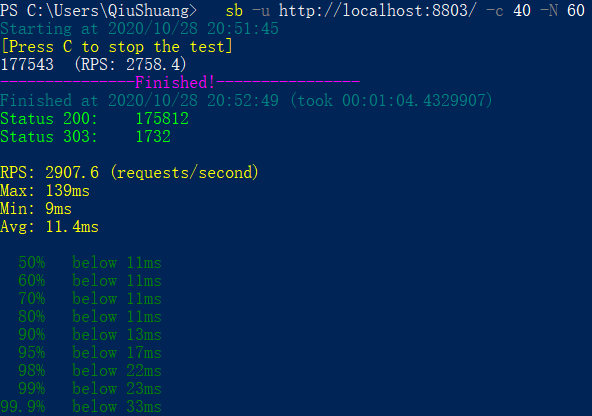 PS C:\Users\QiuShuang>   sb -u http://localhost:8803/ -c 40 -N 60
Starting at 2020/10/28 20:51:45
[Press C to stop the test]
177543  (RPS: 2758.4)
---------------Finished!----------------
Finished at 2020/10/28 20:52:49 (took 00:01:04.4329907)
Status 200:    175812
Status 303:    1732
RPS: 2907.6 (requests/second)
Max: 139ms
Min: 9ms
Avg: 11.4ms
50%   below 11ms
60%   below 11ms
70%   below 11ms
80%   below 11ms
90%   below 13ms
95%   below 17ms
98%   below 22ms
99%   below 23ms
99.9%   below 33ms